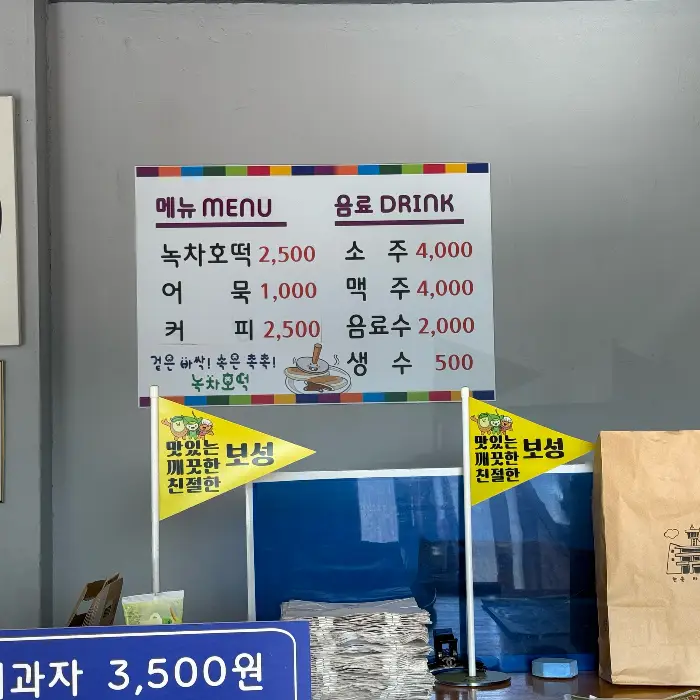 메뉴 MENU
녹차호떡 2,500
어 묵 1,000
커 피 2,500
겉은 바싹! 속은 촉촉!
녹차호떡
음료 DRINK
소 주 4,000
맥 주 4,000
음료수 2,000
생 수 500
맛있는
깨끗한
친절한
보성
맛있는
깨끗한
친절한
보성
과자 3,500원